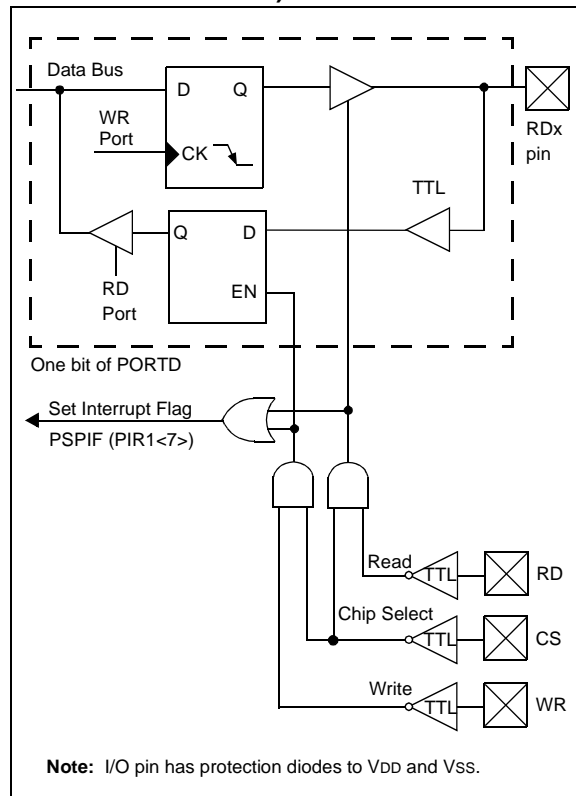 Data Bus
D Q
WR
Port
CK
RDx
pin
TTL
Q D
RD
Port
EN
One bit of PORTD
Set Interrupt Flag
PSPIF (PIR1<7>)
Read
TTL
RD
Chip Select
TTL
CS
Write
TTL
WR
Note: I/O pin has protection diodes to VDD and VSS.